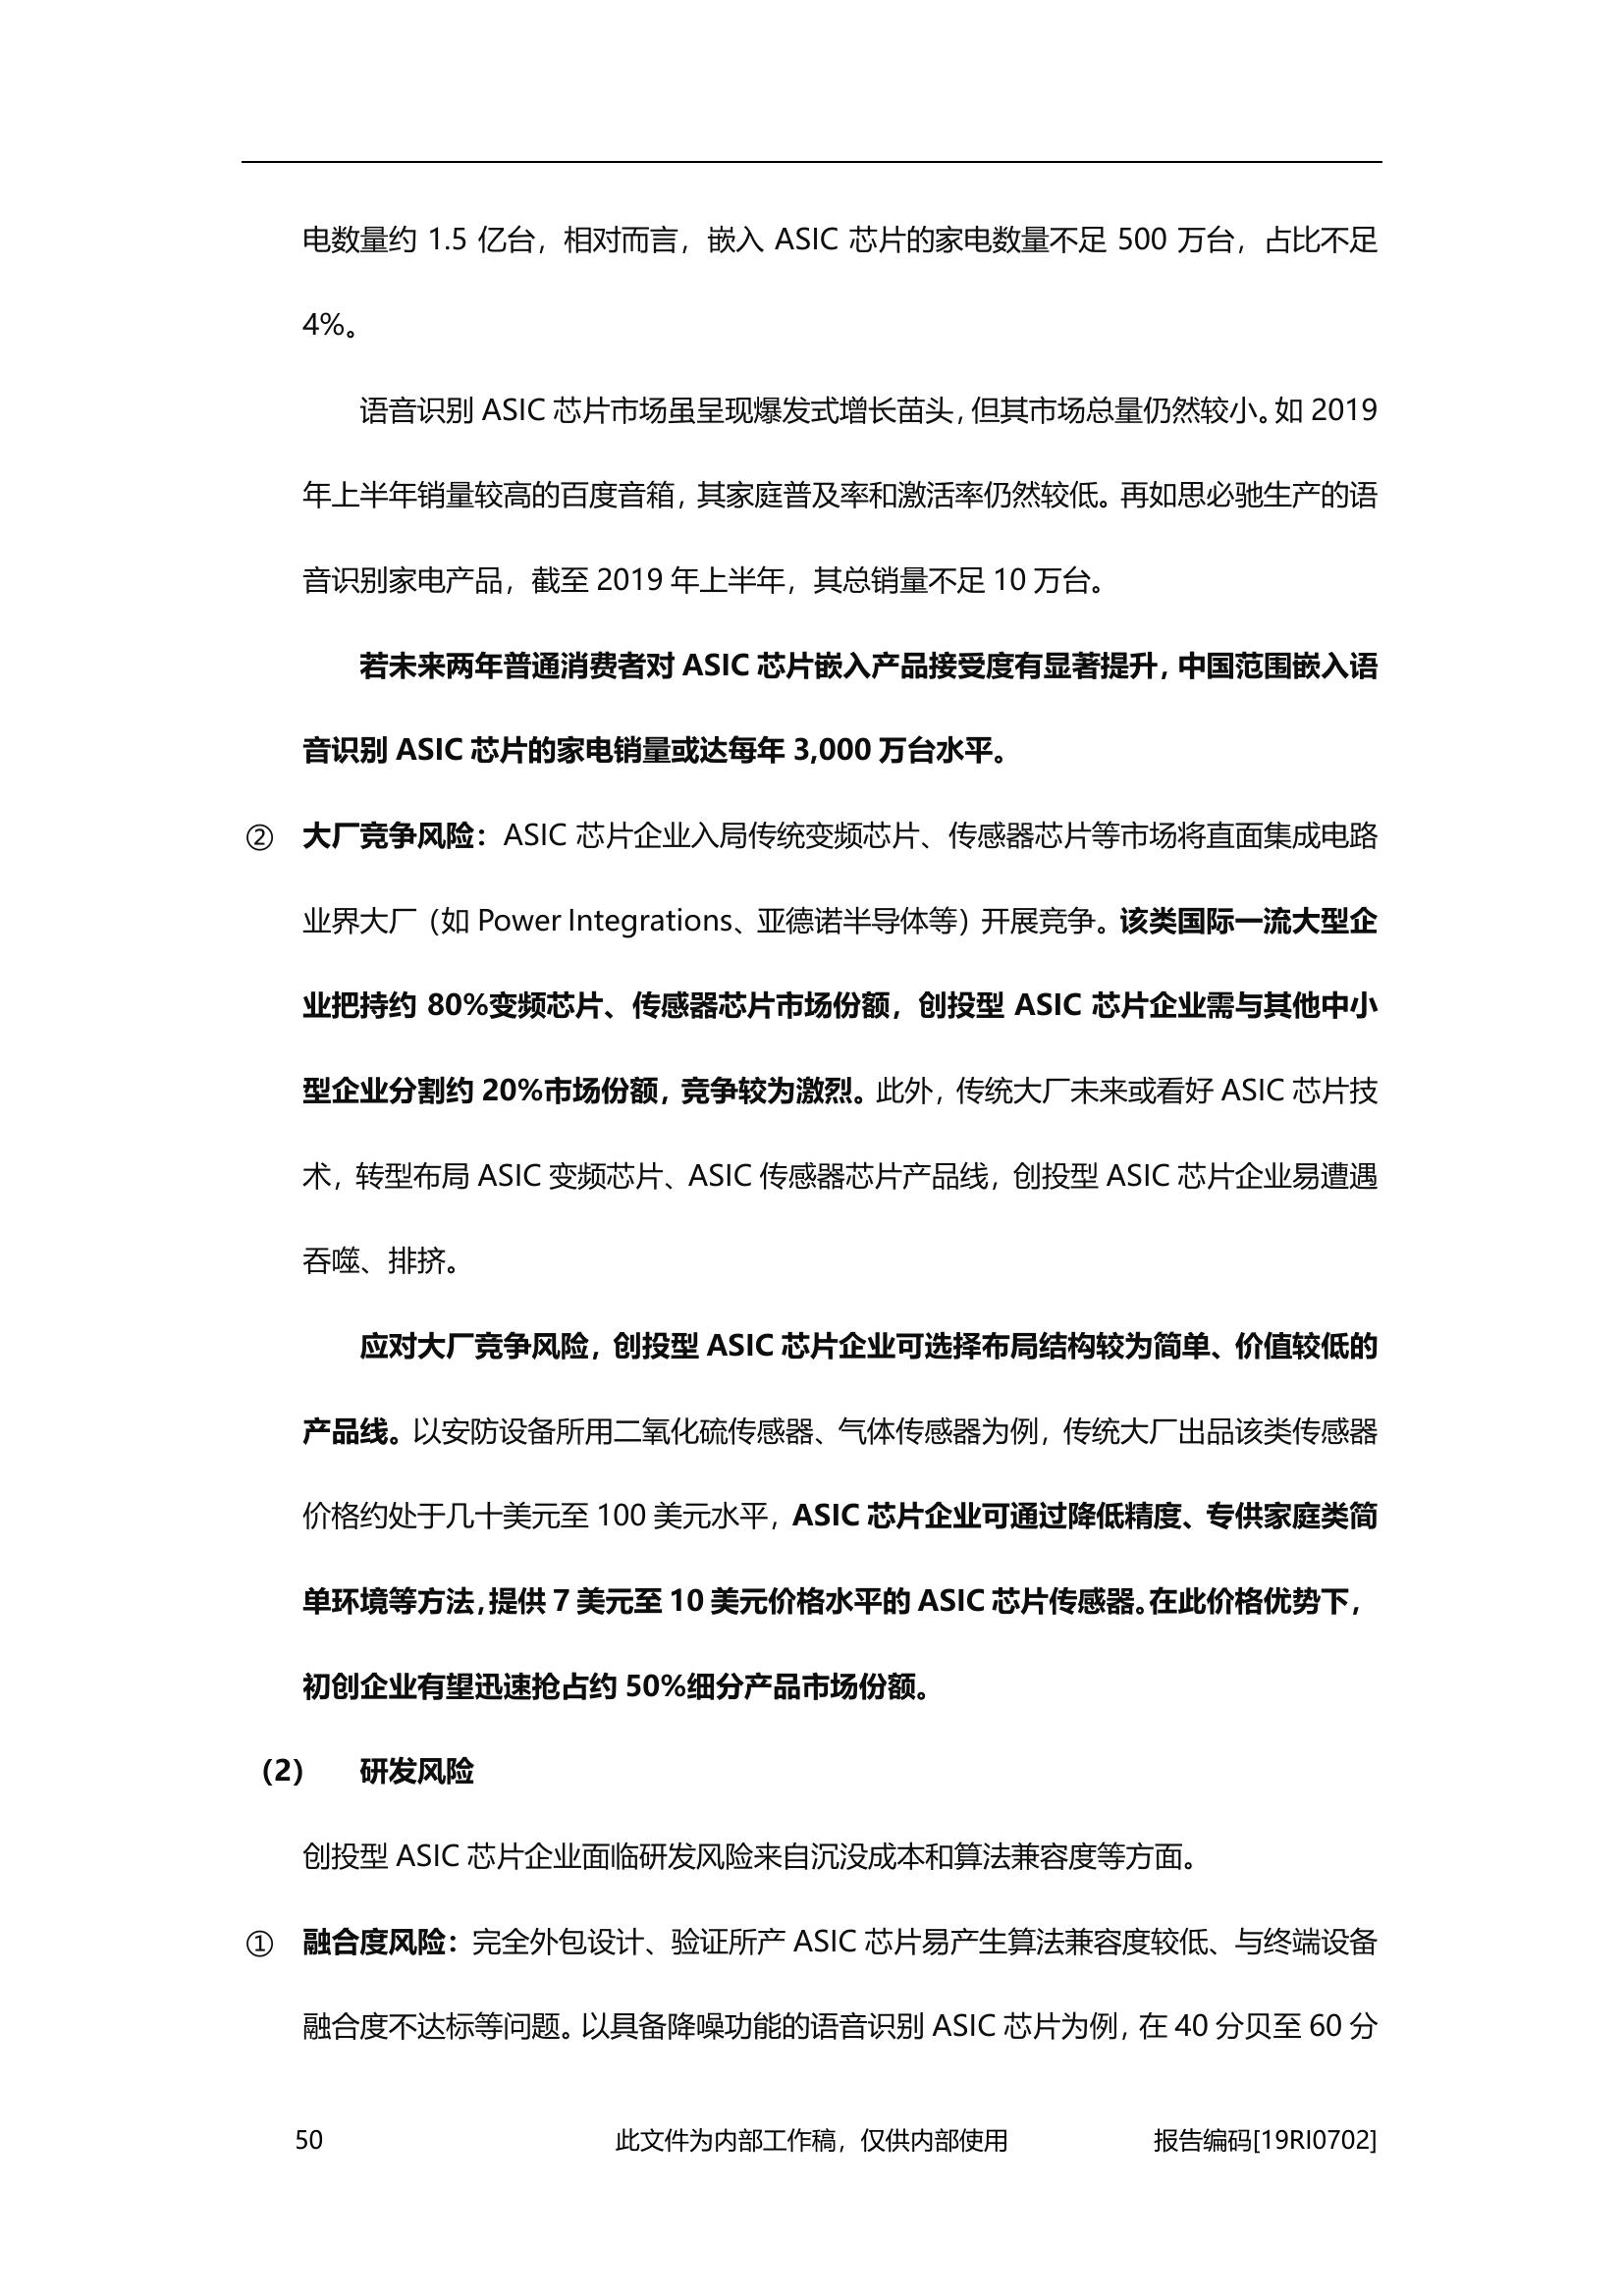 电数量约 1.5 亿台，相对而言，嵌入 ASIC 芯片的家电数量不足 500 万台，占比不足
4%。
语音识别 ASIC 芯片市场虽呈现爆发式增长苗头，但其市场总量仍然较小。如 2019
年上半年销量较高的百度音箱，其家庭普及率和激活率仍然较低。再如思必驰生产的语
音识别家电产品，截至 2019 年上半年，其总销量不足 10 万台。
若未来两年普通消费者对 ASIC 芯片嵌入产品接受度有显著提升，中国范围嵌入语
音识别 ASIC 芯片的家电销量或达每年 3,000 万台水平。
② 大厂竞争风险：ASIC 芯片企业入局传统变频芯片、传感器芯片等市场将直面集成电路
业界大厂（如 Power Integrations、亚德诺半导体等）开展竞争。该类国际一流大型企
业把持约 80%变频芯片、传感器芯片市场份额，创投型 ASIC 芯片企业需与其他中小
型企业分割约 20%市场份额，竞争较为激烈。此外，传统大厂未来或看好 ASIC 芯片技
术，转型布局 ASIC 变频芯片、ASIC 传感器芯片产品线，创投型 ASIC 芯片企业易遭遇
吞噬、排挤。
应对大厂竞争风险，创投型 ASIC 芯片企业可选择布局结构较为简单、价值较低的
产品线。以安防设备所用二氧化硫传感器、气体传感器为例，传统大厂出品该类传感器
价格约处于几十美元至 100 美元水平，ASIC 芯片企业可通过降低精度、专供家庭类简
单环境等方法，提供 7 美元至 10 美元价格水平的 ASIC 芯片传感器。在此价格优势下，
初创企业有望迅速抢占约 50%细分产品市场份额。
（2） 研发风险
创投型 ASIC 芯片企业面临研发风险来自沉没成本和算法兼容度等方面。
① 融合度风险：完全外包设计、验证所产 ASIC 芯片易产生算法兼容度较低、与终端设备
融合度不达标等问题。以具备降噪功能的语音识别 ASIC 芯片为例，在 40 分贝至 60 分
50 此文件为内部工作稿，仅供内部使用 报告编码[19RI0702]